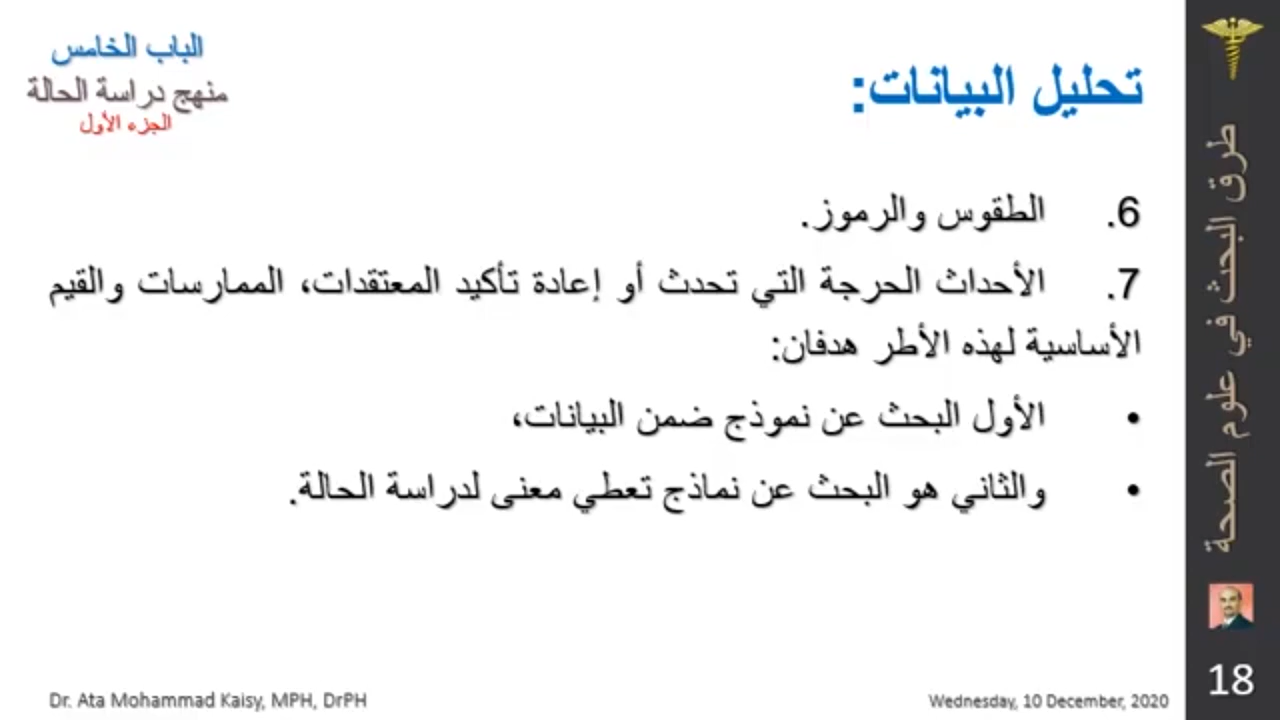 الباب الخامس
منهج دراسة الحالة
الجزء الأول
تحليل البيانات:
6. الطقوس والرموز.
7. الأحداث الحرجة التي تحدث أو إعادة تأكيد المعتقدات، الممارسات والقيم
الأساسية لهذه الأطر هدفان:
• الأول البحث عن نموذج ضمن البيانات،
• والثاني هو البحث عن نماذج تعطي معنى لدراسة الحالة.
طرق البحث في علوم الصحة
18
Dr. Ata Mohammad Kaisy, MPH, DrPH
Wednesday, 10 December, 2020